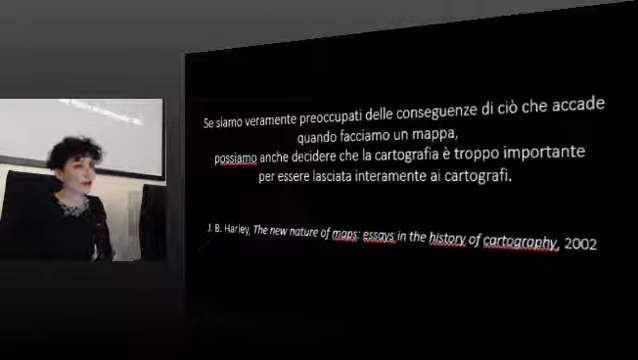 Se siamo veramente preoccupati delle conseguenze di ciò che accade
quando facciamo un mappa,
possiamo anche decidere che la cartografia è troppo importante
per essere lasciata interamente ai cartografi.
J. B. Harley, The new nature of maps: essays in the history of cartography, 2002